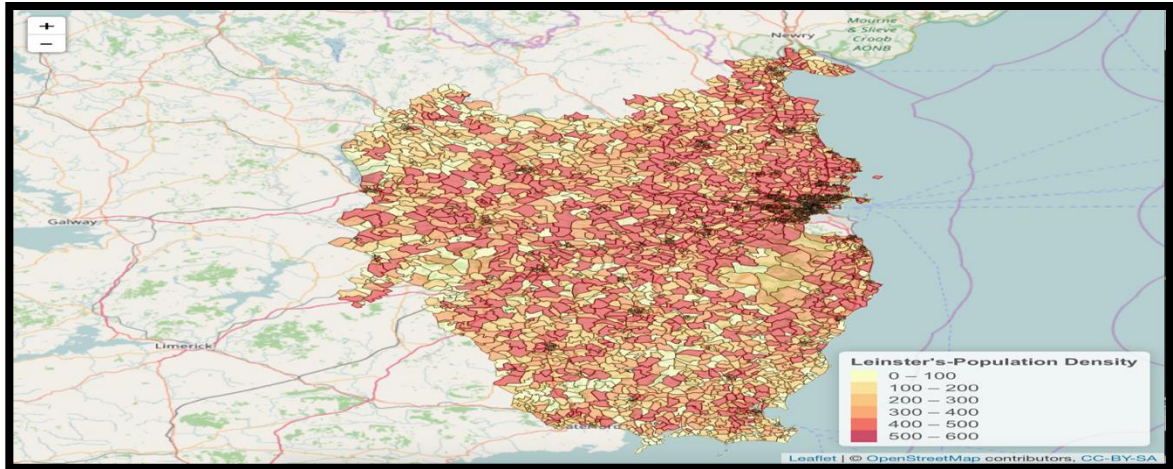 +
−
Mourne
& Slieve
Croob
AONB
Newry
Galway
Limerick
Leinster's-Population Density
0 – 100
100 – 200
200 – 300
300 – 400
400 – 500
500 – 600
Leaflet | © OpenStreetMap contributors, CC-BY-SA